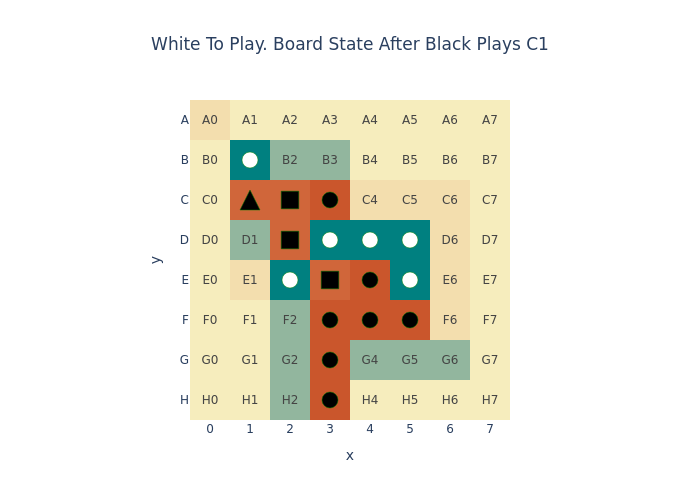 White To Play. Board State After Black Plays C1
A A0 A1 A2 A3 A4 A5 A6 A7
B B0 B2 B3 B4 B5 B6 B7
C C0 C4 C5 C6 C7
D D0 D1 D6 D7
y
E E0 E1 E6 E7
F F0 F1 F2 F6 F7
G G0 G1 G2 G4 G5 G6 G7
H H0 H1 H2 H4 H5 H6 H7
0 1 2 3 4 5 6 7
x